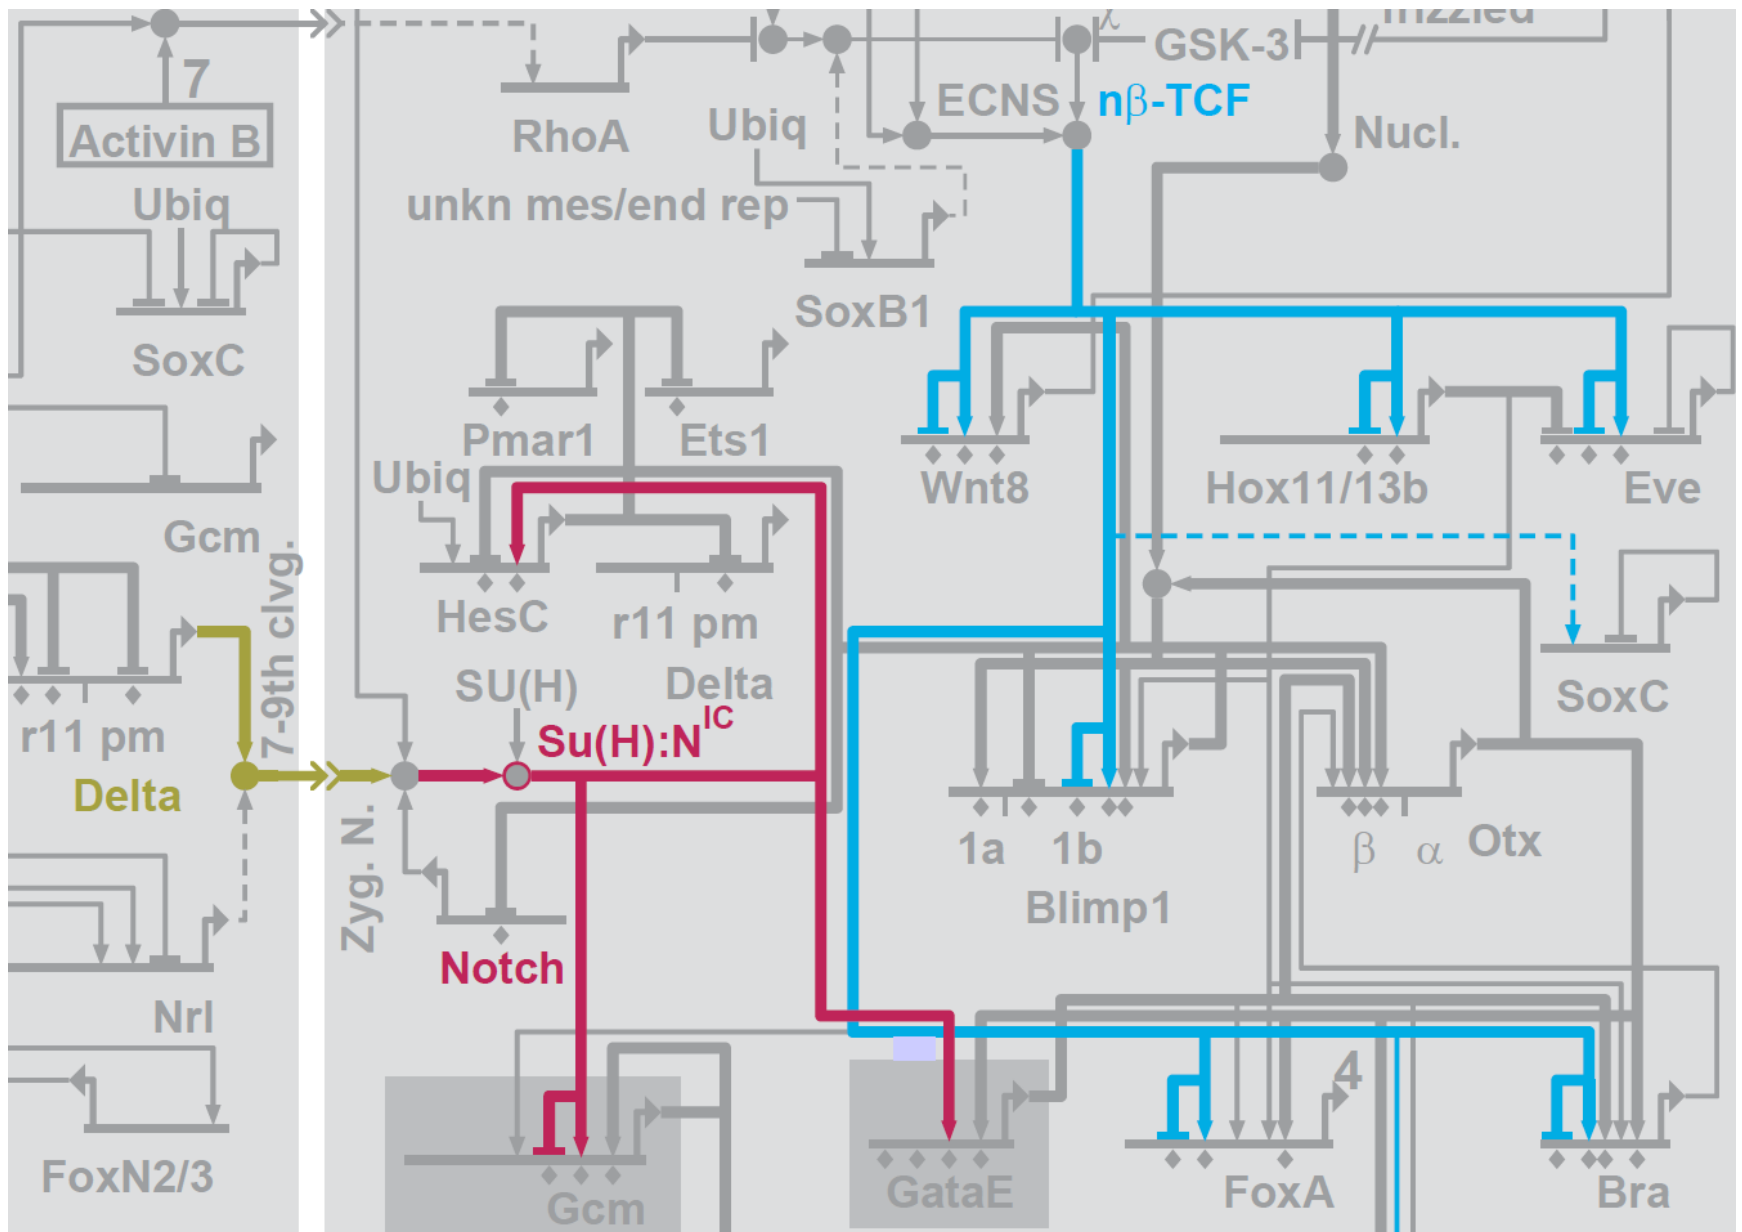 frizzled
χ
GSK-3
7
ECNS
nβ-TCF
Activin B
RhoA
Ubiq
Nucl.
Ubiq
unkn mes/end rep
SoxC
SoxB1
Pmar1
Ets1
Ubiq
Wnt8
Hox11/13b
Eve
Gcm
7-9th clvg.
HesC
r11 pm
Delta
SoxC
r11 pm
Delta
SU(H)
Su(H):N^IC
Zyg. N.
1a
1b
Blimp1
β
α
Otx
Notch
Nrl
4
FoxN2/3
Gcm
GataE
FoxA
Bra